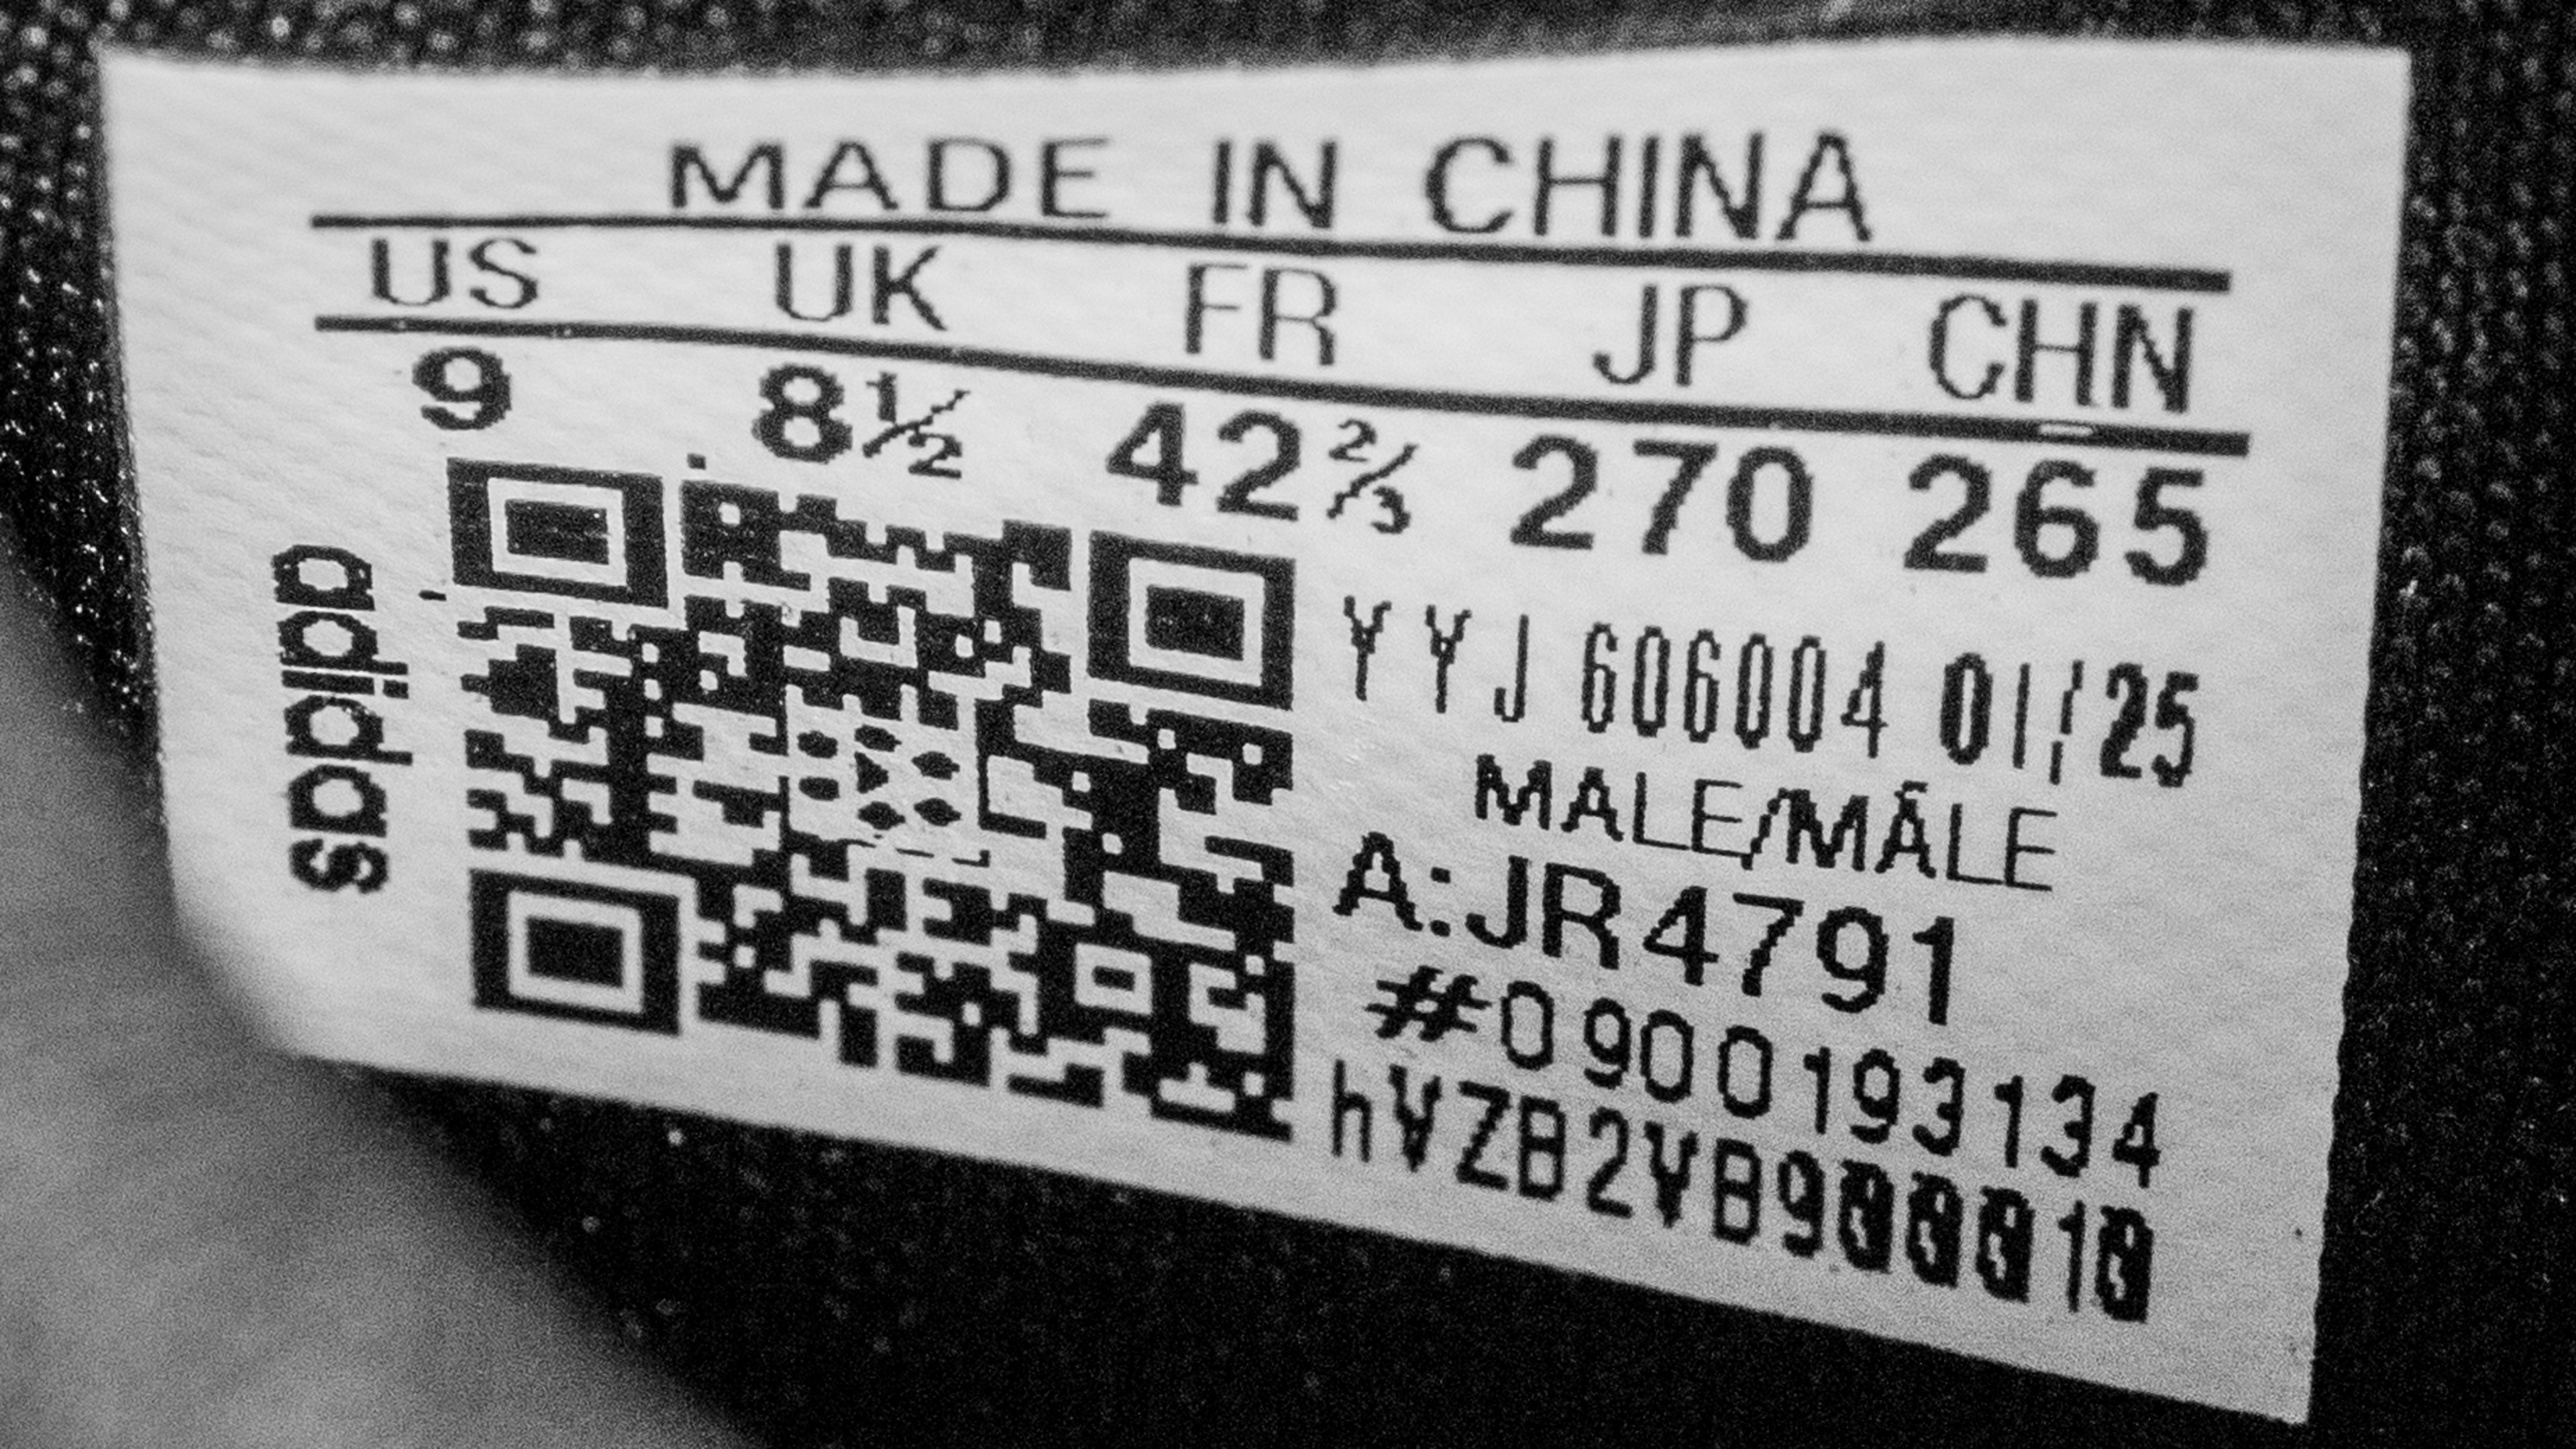 MADE IN CHINA
US UK FR JP CHN
9 8½ 42⅔ 270 265
adidas
YYJ 606004 01/25
MALE/MÂLE
A:JR4791
#0900193134
hVZB2VB900010